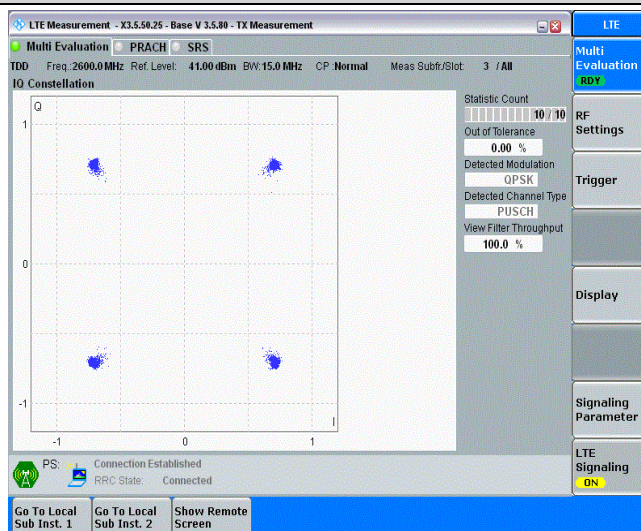 LTE Measurement - X3.5.50.25 - Base V 3.5.80 - TX Measurement
LTE
Multi Evaluation PRACH SRS
TDD Freq.:2600.0 MHz Ref. Level: 41.00 dBm BW:15.0 MHz CP :Normal Meas Subfr./Slot: 3 / All
IQ Constellation
Q
1
0
-1
I
-1 0 1
Statistic Count
10 / 10
Out of Tolerance
0.00 %
Detected Modulation
QPSK
Detected Channel Type
PUSCH
View Filter Throughput
100.0 %
Multi
Evaluation
RDY
RF
Settings
Trigger
Display
Signaling
Parameter
LTE
Signaling
ON
PS: Connection Established
RRC State: Connected
Go To Local
Sub Inst. 1
Go To Local
Sub Inst. 2
Show Remote
Screen